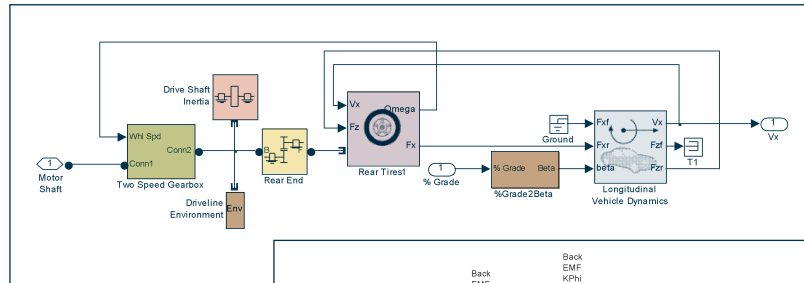 Drive Shaft
Inertia
Whl Spd
Conn2
Conn1
Two Speed Gearbox
1
Motor
Shaft
B
F
Rear End
Env
Driveline
Environment
Vx
Fz
Omega
Fx
Rear Tires1
1
% Grade
% Grade
Beta
%Grade2Beta
Ground
Fxf
Fxr
beta
Vx
Fzf
Fzr
Longitudinal
Vehicle Dynamics
T1
1
Vx
Back
EMF
KPhi
Back
EMF